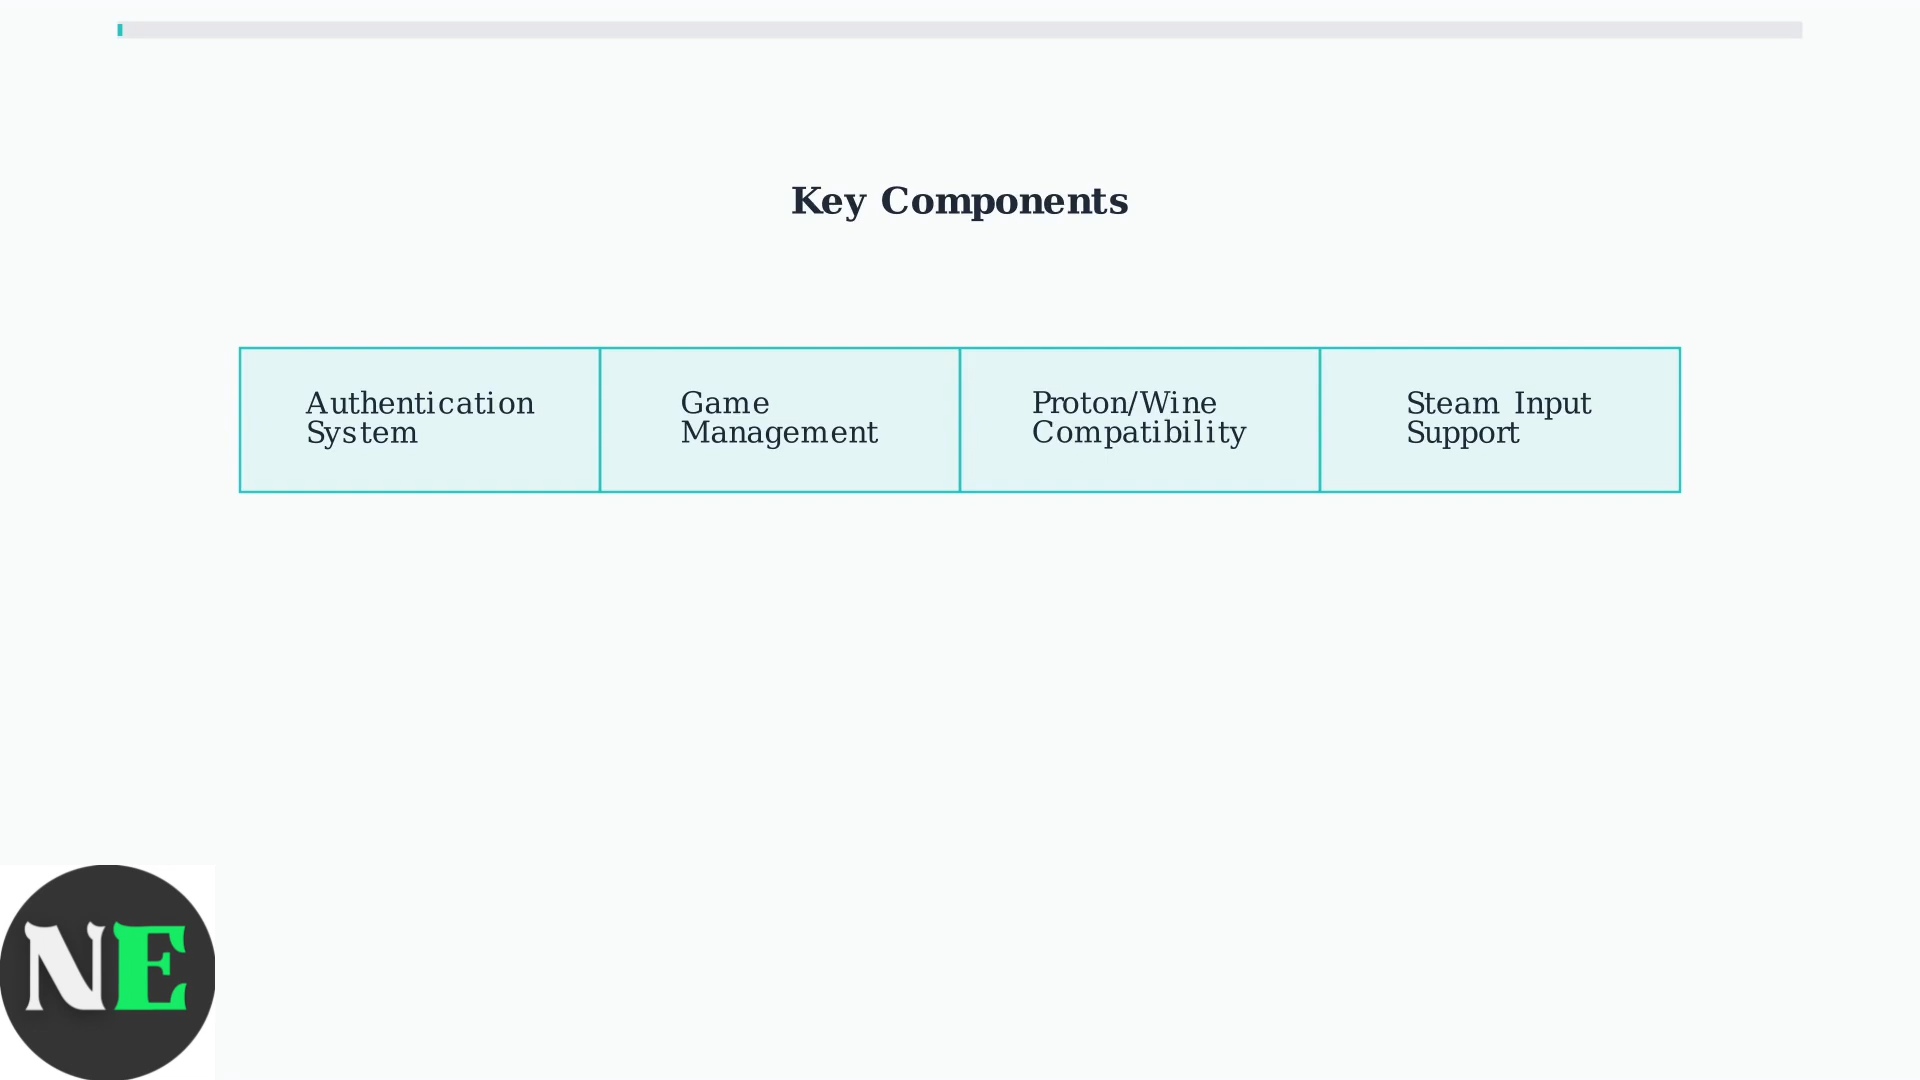 Key Components
Authentication
System
Game
Management
Proton/Wine
Compatibility
Steam Input
Support
NE